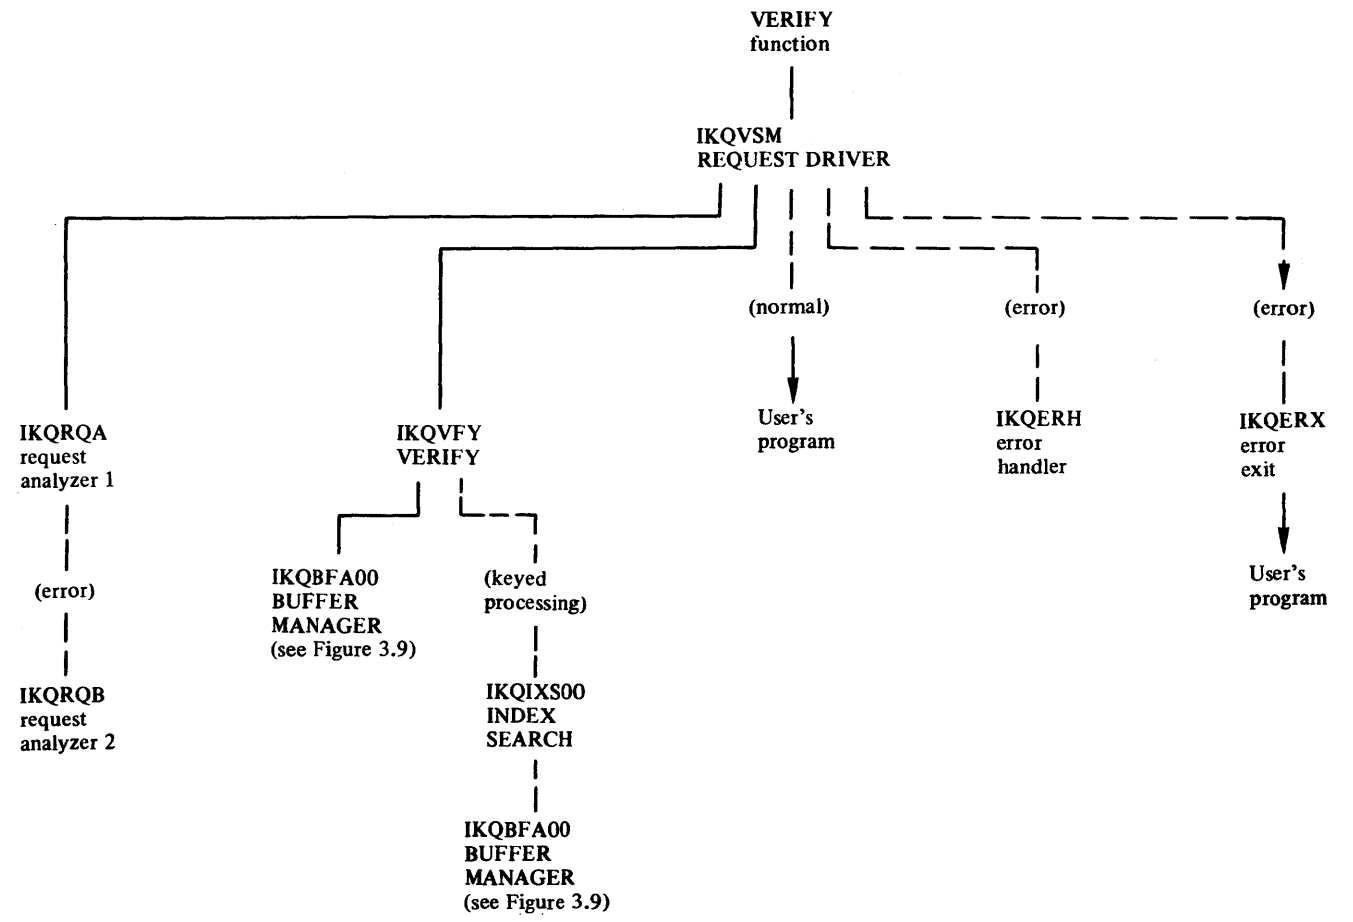 VERIFY
function
IKQVSM
REQUEST DRIVER
(normal)
(error)
(error)
IKQRQA
request
analyzer 1
IKQVFY
VERIFY
User's
program
IKQERH
error
handler
IKQERX
error
exit
(error)
IKQBFA00
BUFFER
MANAGER
(see Figure 3.9)
(keyed
processing)
User's
program
IKQRQB
request
analyzer 2
IKQIXS00
INDEX
SEARCH
IKQBFA00
BUFFER
MANAGER
(see Figure 3.9)